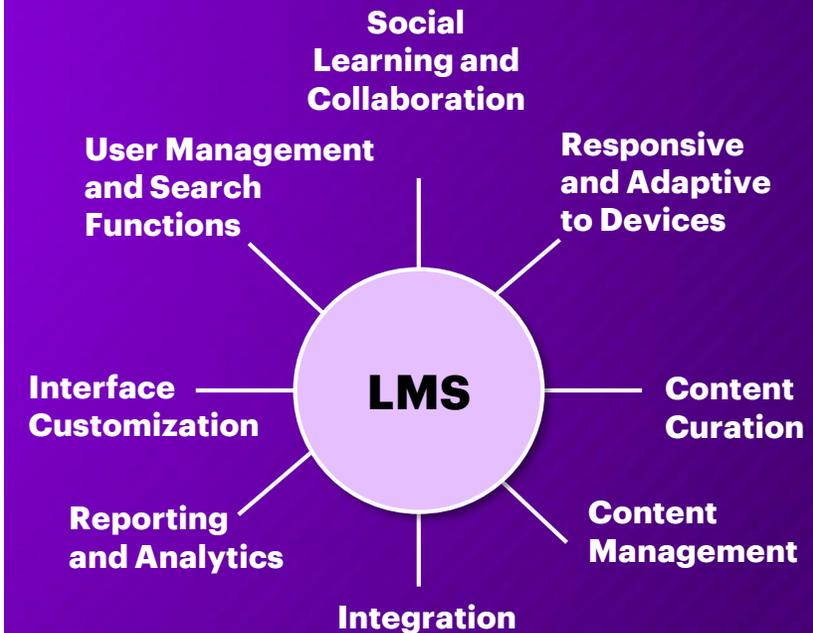 Social
Learning and
Collaboration
User Management
and Search
Functions
Responsive
and Adaptive
to Devices
Interface
Customization
LMS
Content
Curation
Reporting
and Analytics
Content
Management
Integration